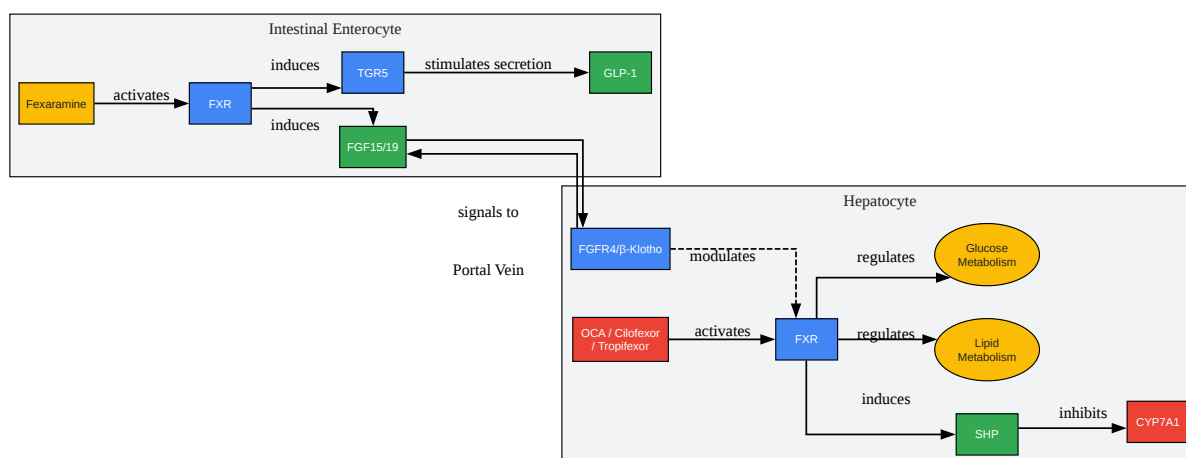 Intestinal Enterocyte
Fexaramine
activates
FXR
induces
induces
TGR5
stimulates secretion
GLP-1
FGF15/19
signals to
Portal Vein
Hepatocyte
FGFR4/β-Klotho
modulates
OCA / Cilofexor
/ Tropifexor
activates
FXR
regulates
Glucose
Metabolism
regulates
Lipid
Metabolism
induces
SHP
inhibits
CYP7A1